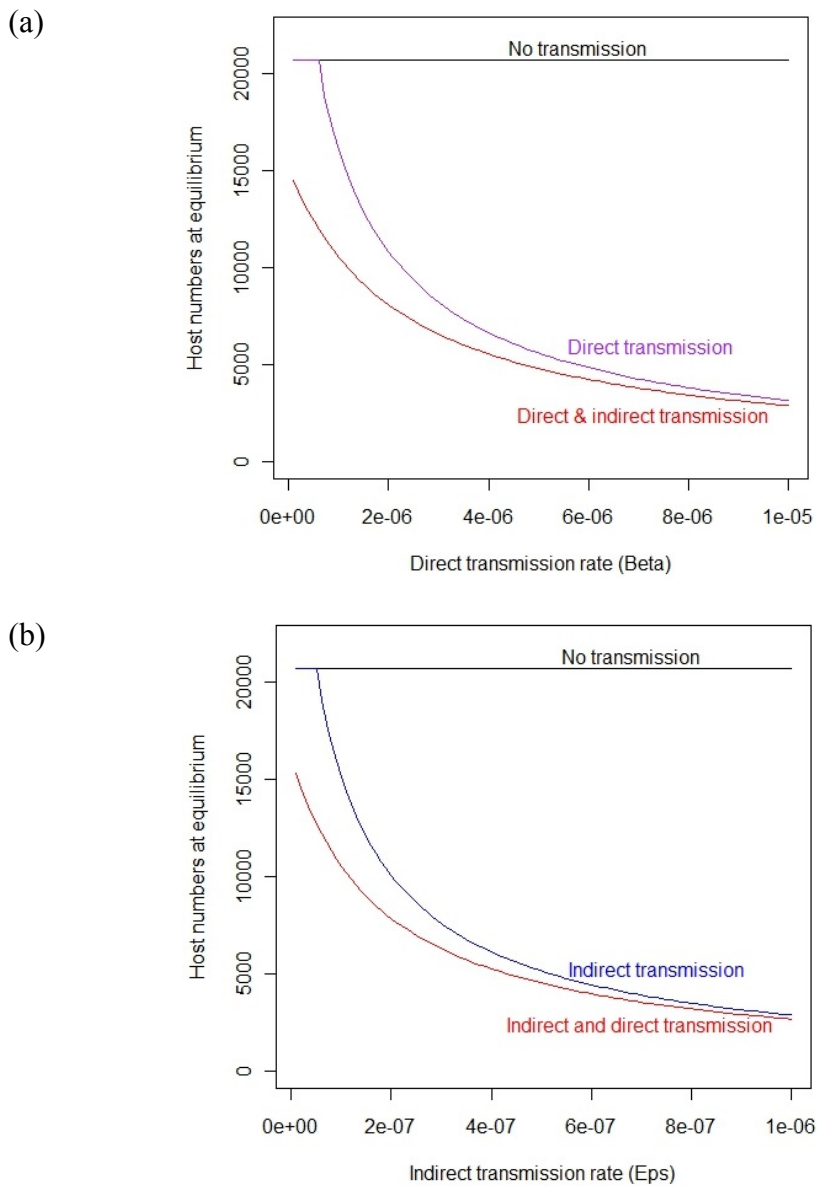 (a)
No transmission
20000
15000
10000
5000
0
Host numbers at equilibrium
Direct transmission
Direct & indirect transmission
0e+00 2e-06 4e-06 6e-06 8e-06 1e-05
Direct transmission rate (Beta)
(b)
No transmission
20000
15000
10000
5000
0
Host numbers at equilibrium
Indirect transmission
Indirect and direct transmission
0e+00 2e-07 4e-07 6e-07 8e-07 1e-06
Indirect transmission rate (Eps)